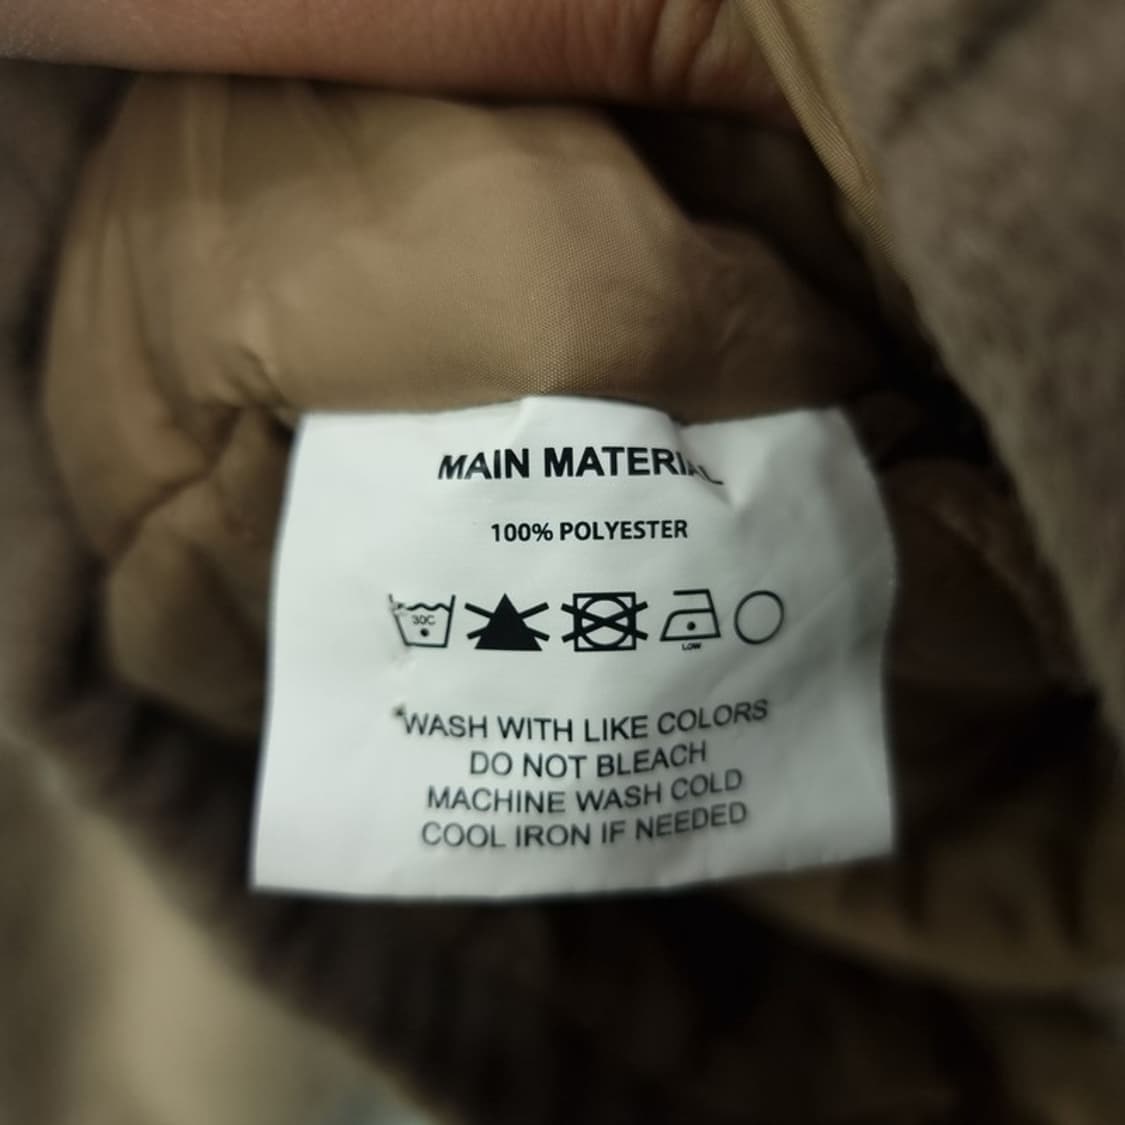 MAIN MATERIAL
100% POLYESTER
30C
LOW
*WASH WITH LIKE COLORS
DO NOT BLEACH
MACHINE WASH COLD
COOL IRON IF NEEDED